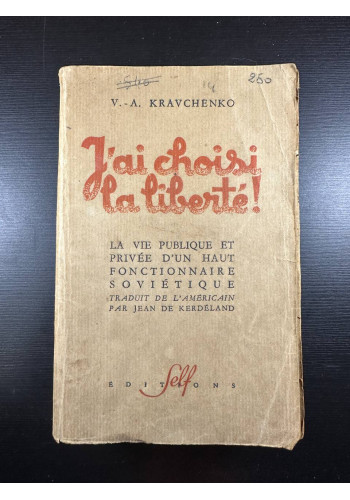 250
V.-A. KRAVCHENKO
J'ai choisi
la liberté!
LA VIE PUBLIQUE ET
PRIVÉE D'UN HAUT
FONCTIONNAIRE
SOVIÉTIQUE
TRADUIT DE L'AMÉRICAIN
PAR JEAN DE KERDÉLAND
ÉDITIONS Self